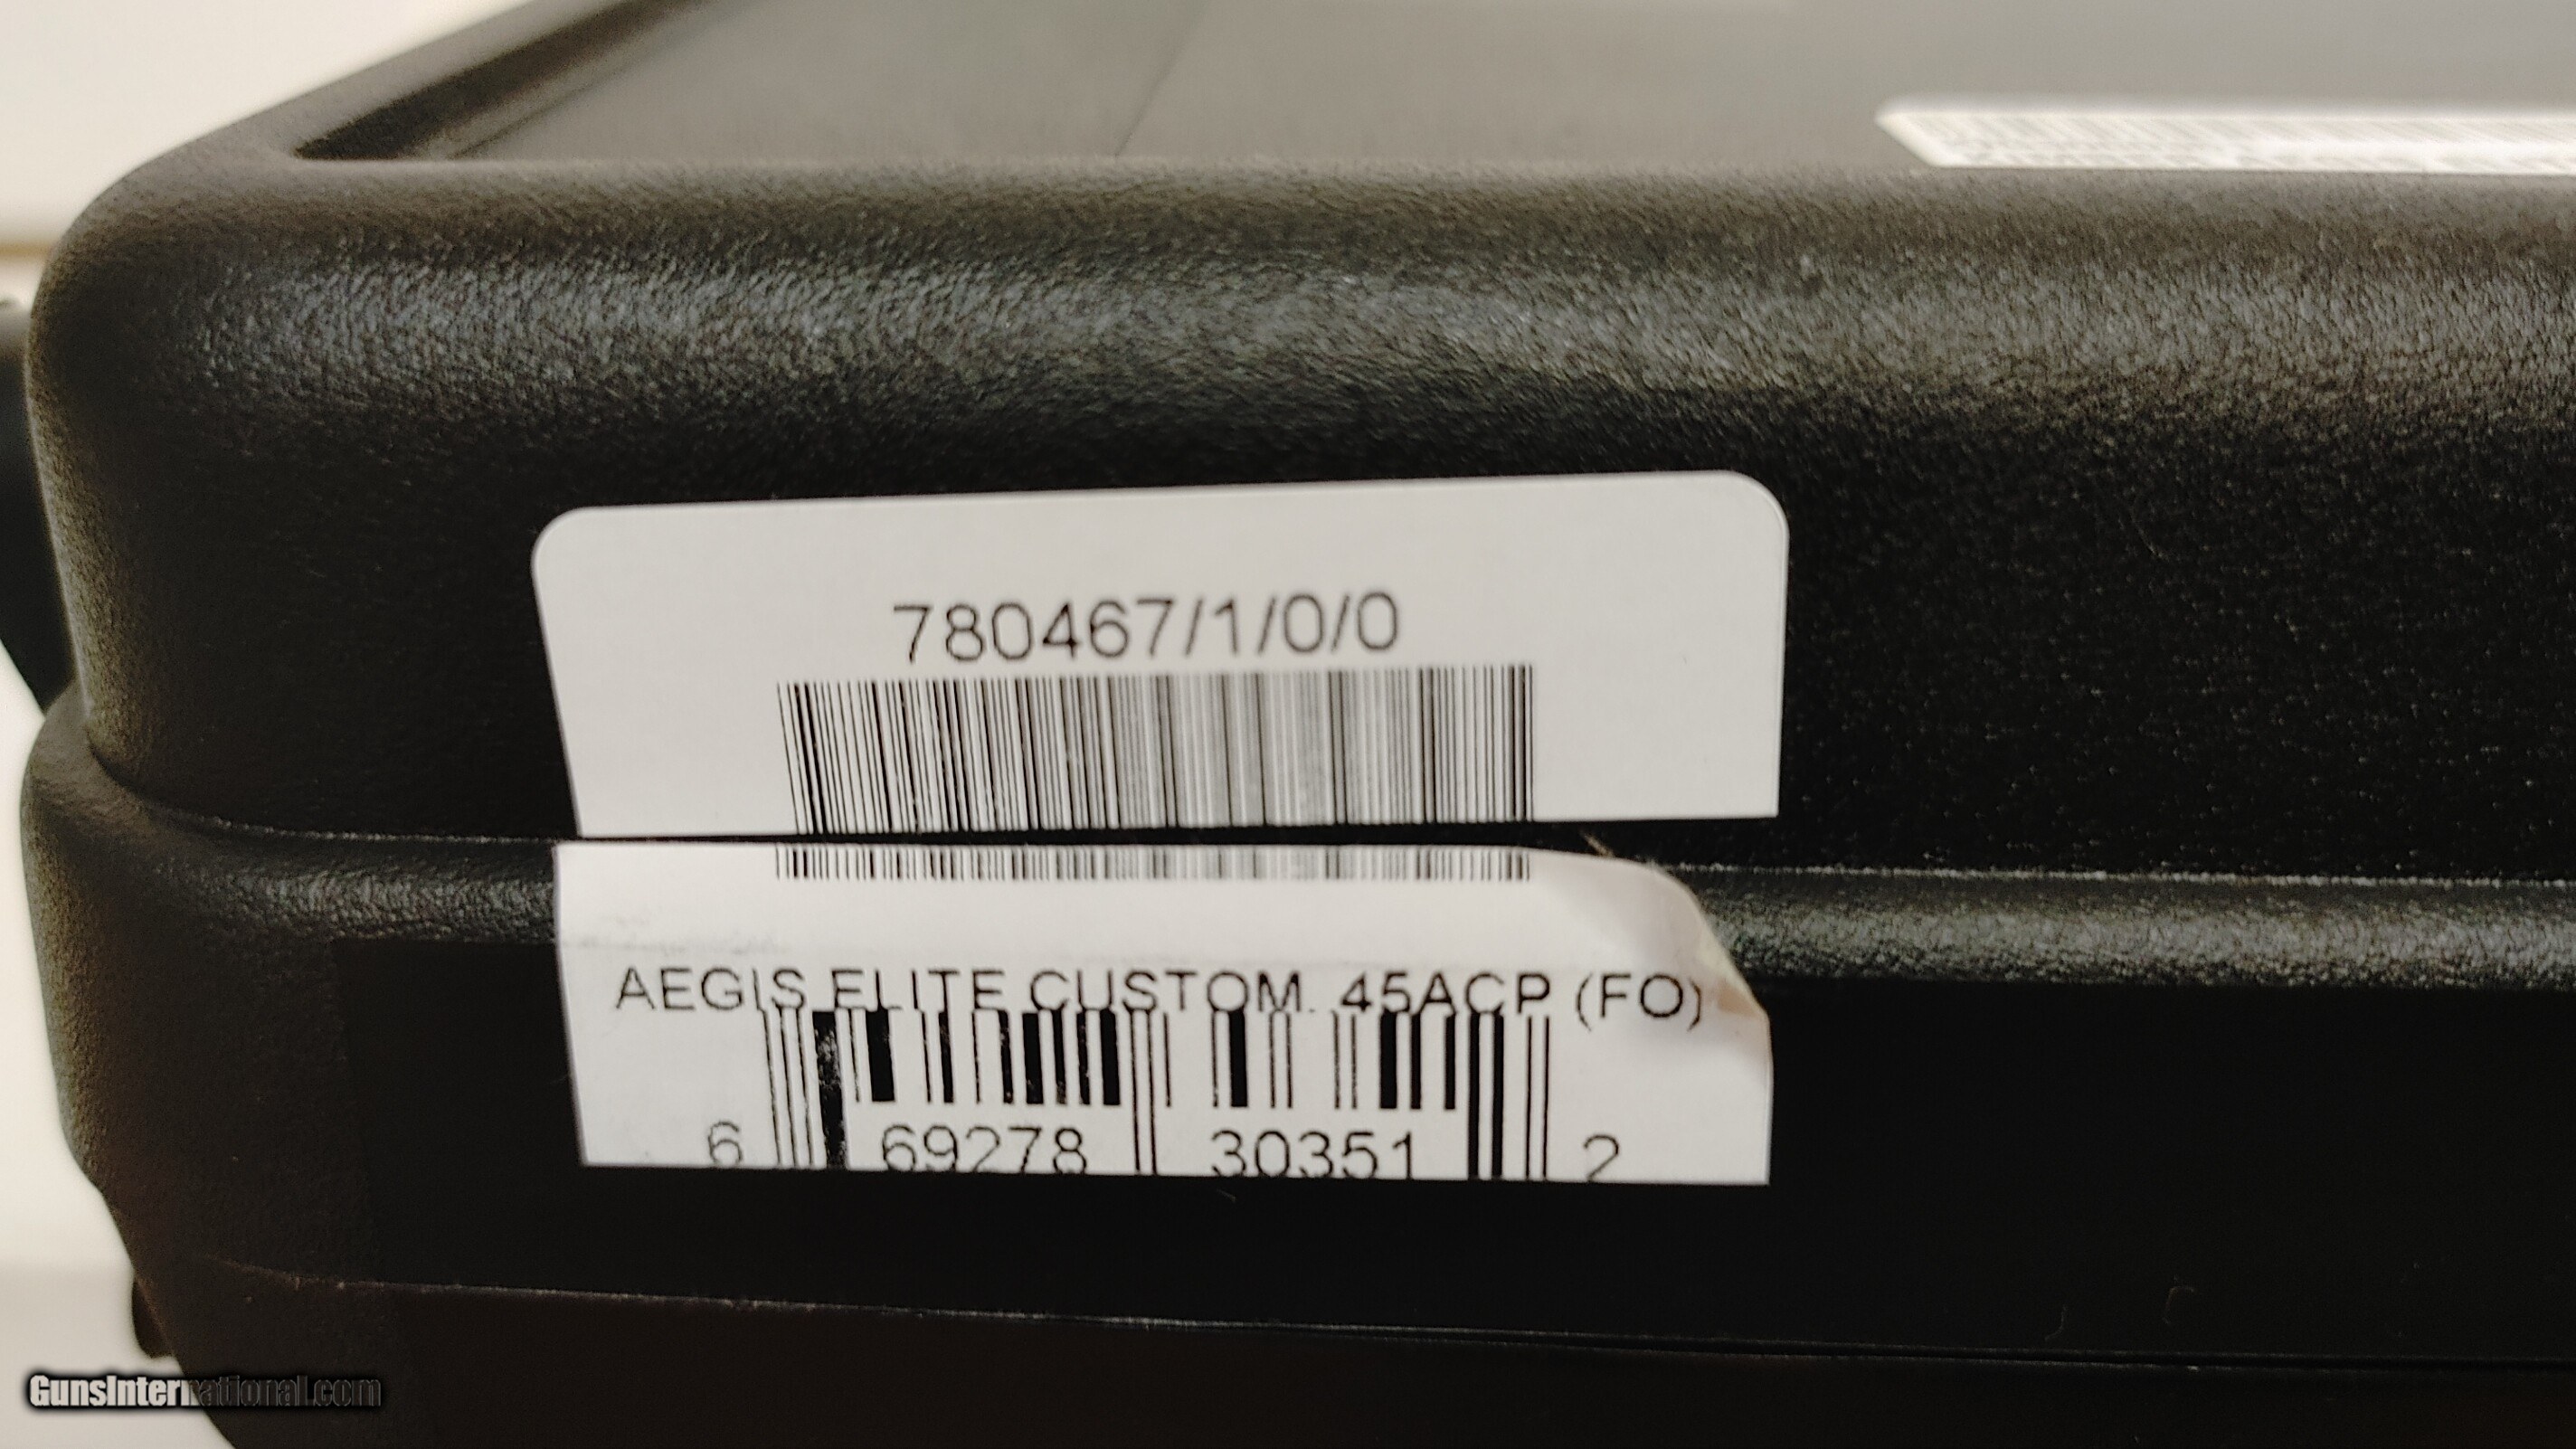 780467/1/0/0
AEGIS ELITE CUSTOM. 45ACP (FO)
6 69278 30351 2
GunsInternational.com